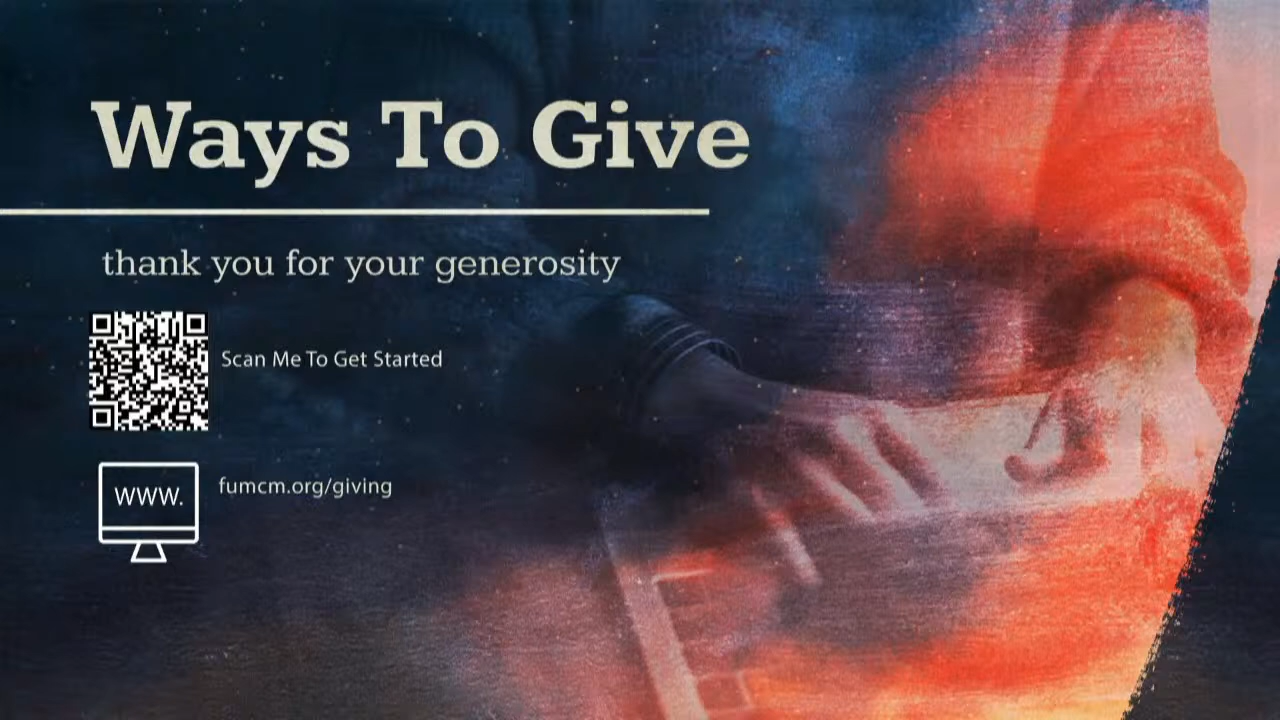 Ways To Give
thank you for your generosity
Scan Me To Get Started
www.
fumcm.org/giving